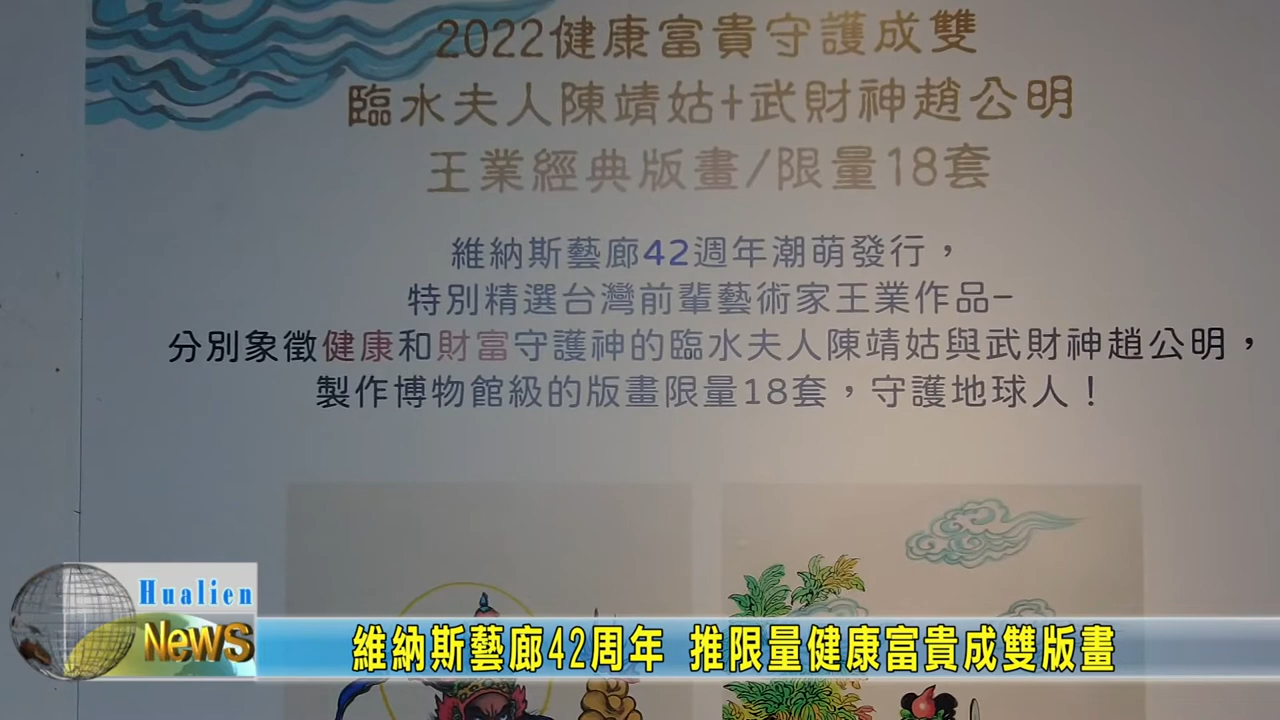 2022健康富貴守護成雙
臨水夫人陳靖姑+武財神趙公明
王業經典版畫/限量18套
維納斯藝廊42週年潮萌發行，
特別精選台灣前輩藝術家王業作品-
分別象徵健康和財富守護神的臨水夫人陳靖姑與武財神趙公明，
製作博物館級的版畫限量18套，守護地球人！
Hualien
NewS
維納斯藝廊42周年 推限量健康富貴成雙版畫